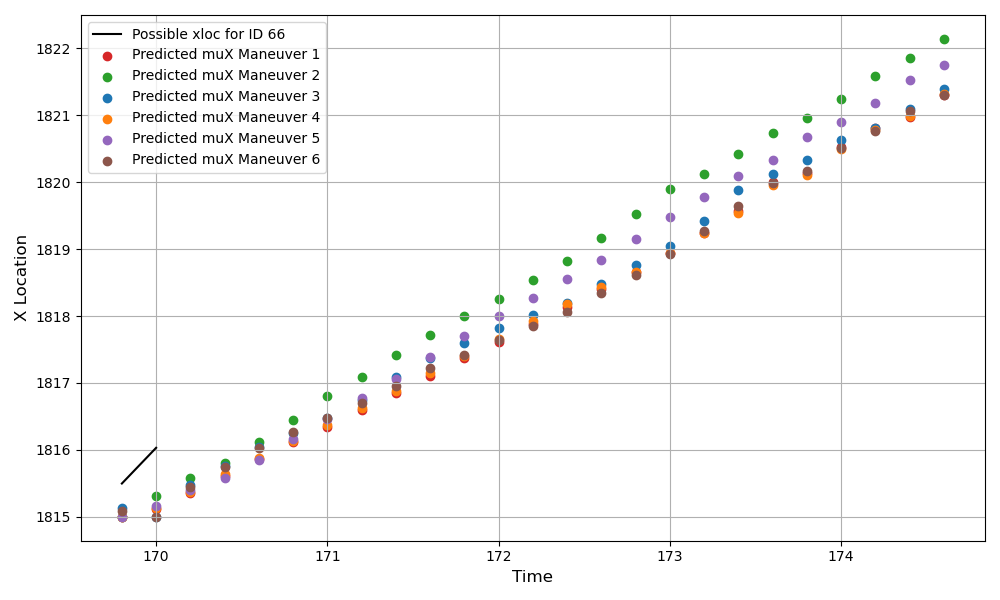 Possible xloc for ID 66
Predicted muX Maneuver 1
Predicted muX Maneuver 2
Predicted muX Maneuver 3
Predicted muX Maneuver 4
Predicted muX Maneuver 5
Predicted muX Maneuver 6
1822
1821
1820
1819
1818
1817
1816
1815
X Location
170 171 172 173 174
Time